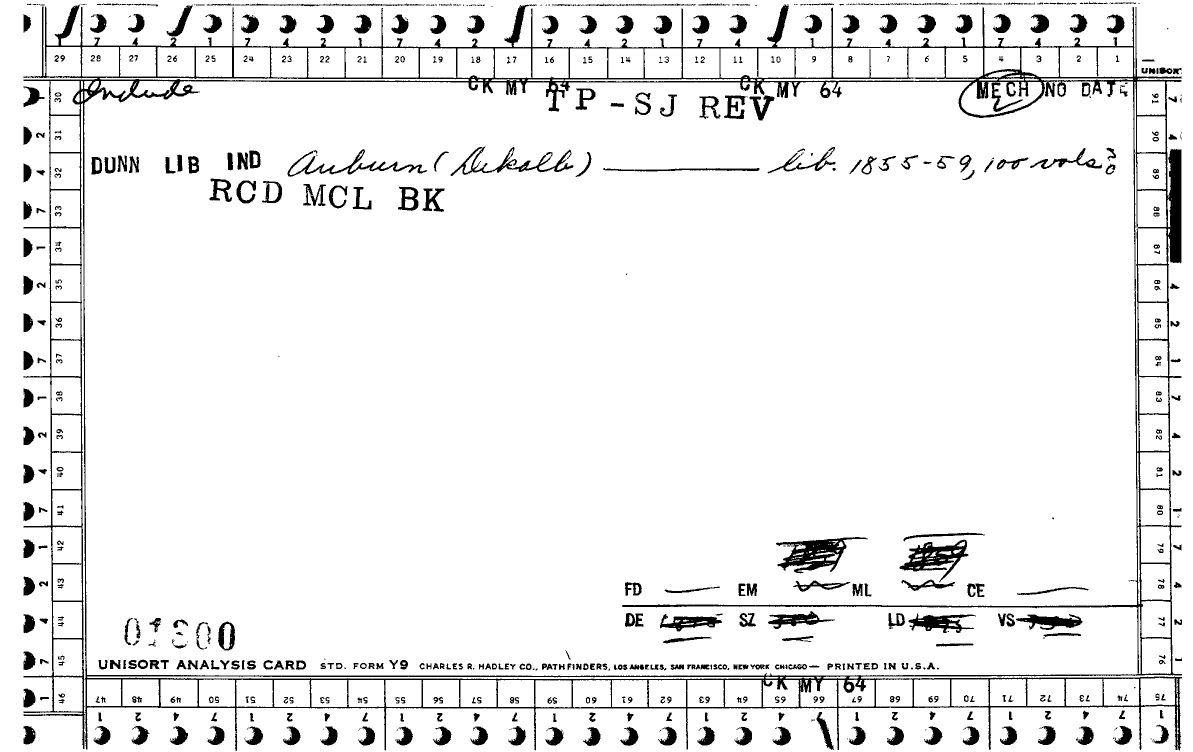 7 4 2 1 7 4 2 1 7 4 2 1 7 4 2 1 7 4 2 1 7 4 2 1 7 4 2 1
29 28 27 26 25 24 23 22 21 20 19 18 17 16 15 14 13 12 11 10 9 8 7 6 5 4 3 2 1
UNISORT
Include CK MY 64 CK MY 64 MECH NO DATE
TP-SJ REV
DUNN LIB IND Auburn (Dekalb) ——— lib. 1855-59, 100 vols?
RCD MCL BK
30 31 32 33 34 35 36 37 38 39 40 41 42 43 44 45 46
91 90 89 88 87 86 85 84 83 82 81 80 79 78 77 76
1859
FD EM ML CE
DE SZ LD VS
UNISORT ANALYSIS CARD STD. FORM Y9 CHARLES R. HADLEY CO., PATHFINDERS, LOS ANGELES, SAN FRANCISCO, NEW YORK CHICAGO — PRINTED IN U.S.A.
CK MY 64
47 48 49 50 51 52 53 54 55 56 57 58 59 60 61 62 63 64 65 66 67 68 69 70 71 72 73 74 75
1 2 4 7 1 2 4 7 1 2 4 7 1 2 4 7 1 2 4 7 1 2 4 7 1 2 4 7 1